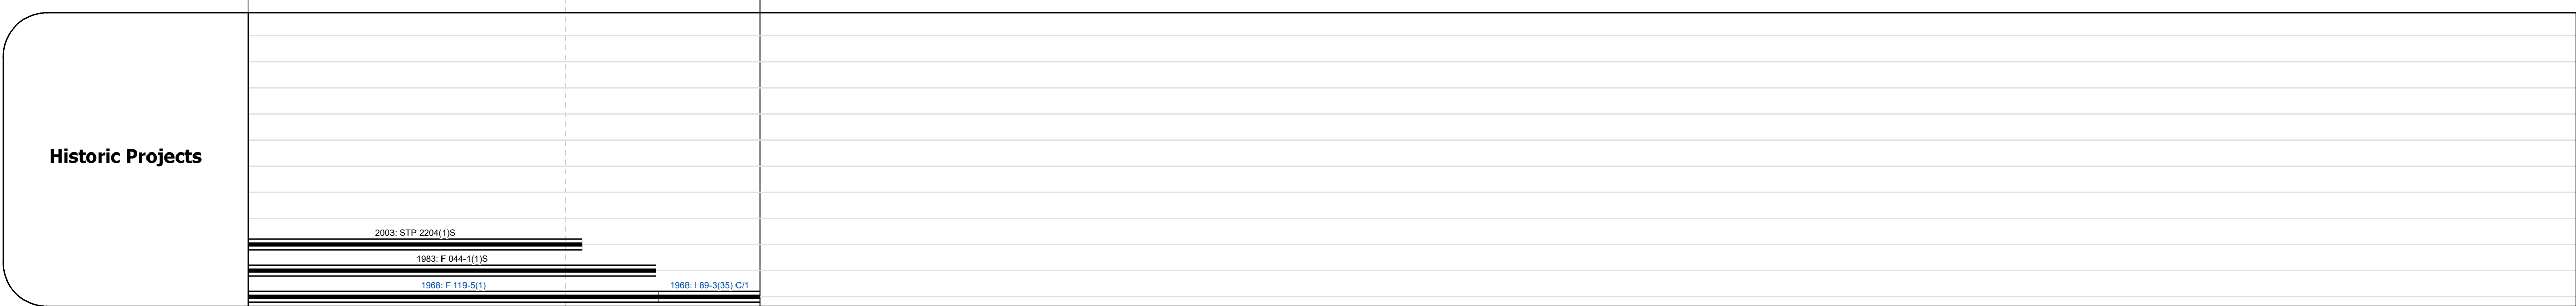 Historic Projects
2003: STP 2204(1)S
1983: F 044-1(1)S
1968: F 119-5(1)
1968: I 89-3(35) C/1